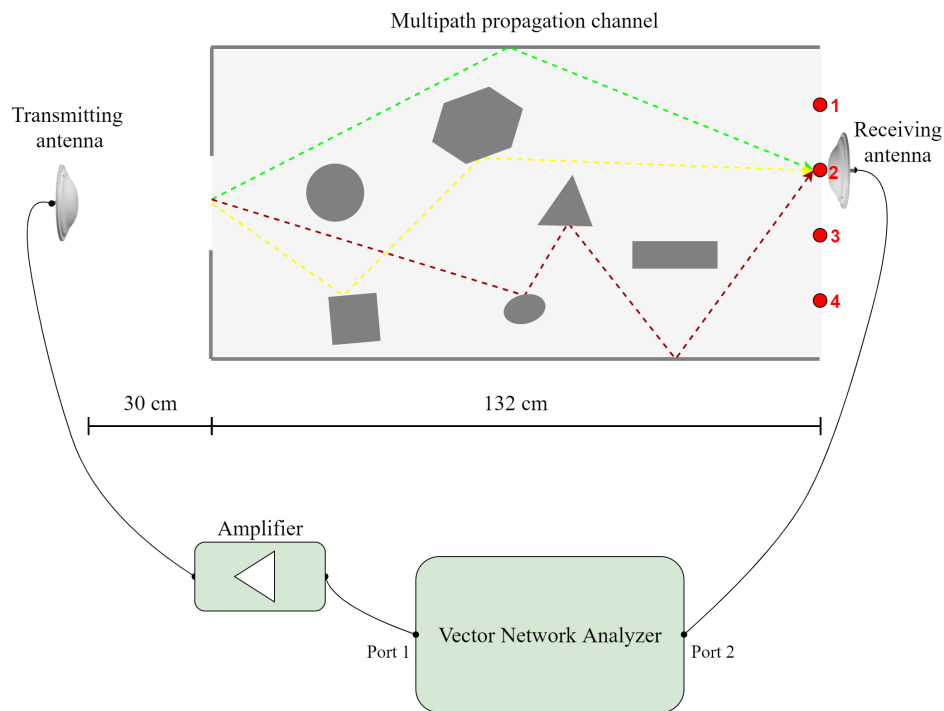 Multipath propagation channel
Transmitting
antenna
1
Receiving
antenna
2
3
4
30 cm
132 cm
Amplifier
Vector Network Analyzer
Port 1
Port 2